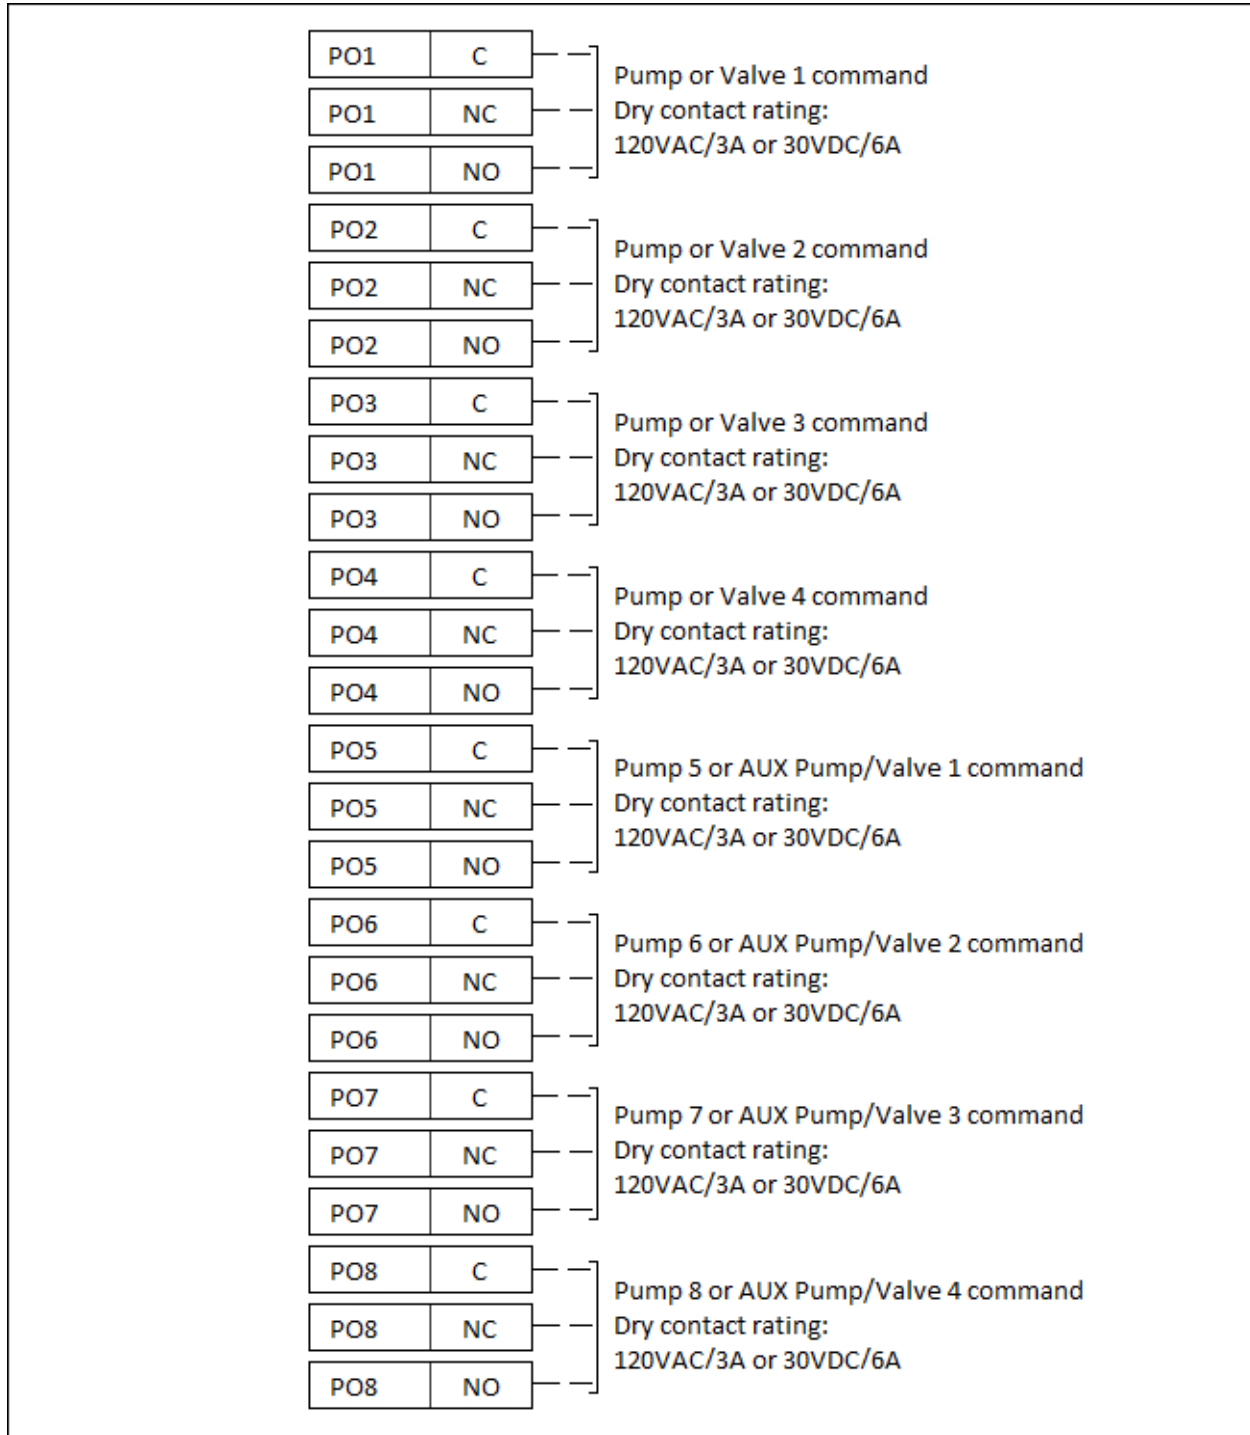 PO1 C
PO1 NC
PO1 NO
Pump or Valve 1 command
Dry contact rating:
120VAC/3A or 30VDC/6A
PO2 C
PO2 NC
PO2 NO
Pump or Valve 2 command
Dry contact rating:
120VAC/3A or 30VDC/6A
PO3 C
PO3 NC
PO3 NO
Pump or Valve 3 command
Dry contact rating:
120VAC/3A or 30VDC/6A
PO4 C
PO4 NC
PO4 NO
Pump or Valve 4 command
Dry contact rating:
120VAC/3A or 30VDC/6A
PO5 C
PO5 NC
PO5 NO
Pump 5 or AUX Pump/Valve 1 command
Dry contact rating:
120VAC/3A or 30VDC/6A
PO6 C
PO6 NC
PO6 NO
Pump 6 or AUX Pump/Valve 2 command
Dry contact rating:
120VAC/3A or 30VDC/6A
PO7 C
PO7 NC
PO7 NO
Pump 7 or AUX Pump/Valve 3 command
Dry contact rating:
120VAC/3A or 30VDC/6A
PO8 C
PO8 NC
PO8 NO
Pump 8 or AUX Pump/Valve 4 command
Dry contact rating:
120VAC/3A or 30VDC/6A